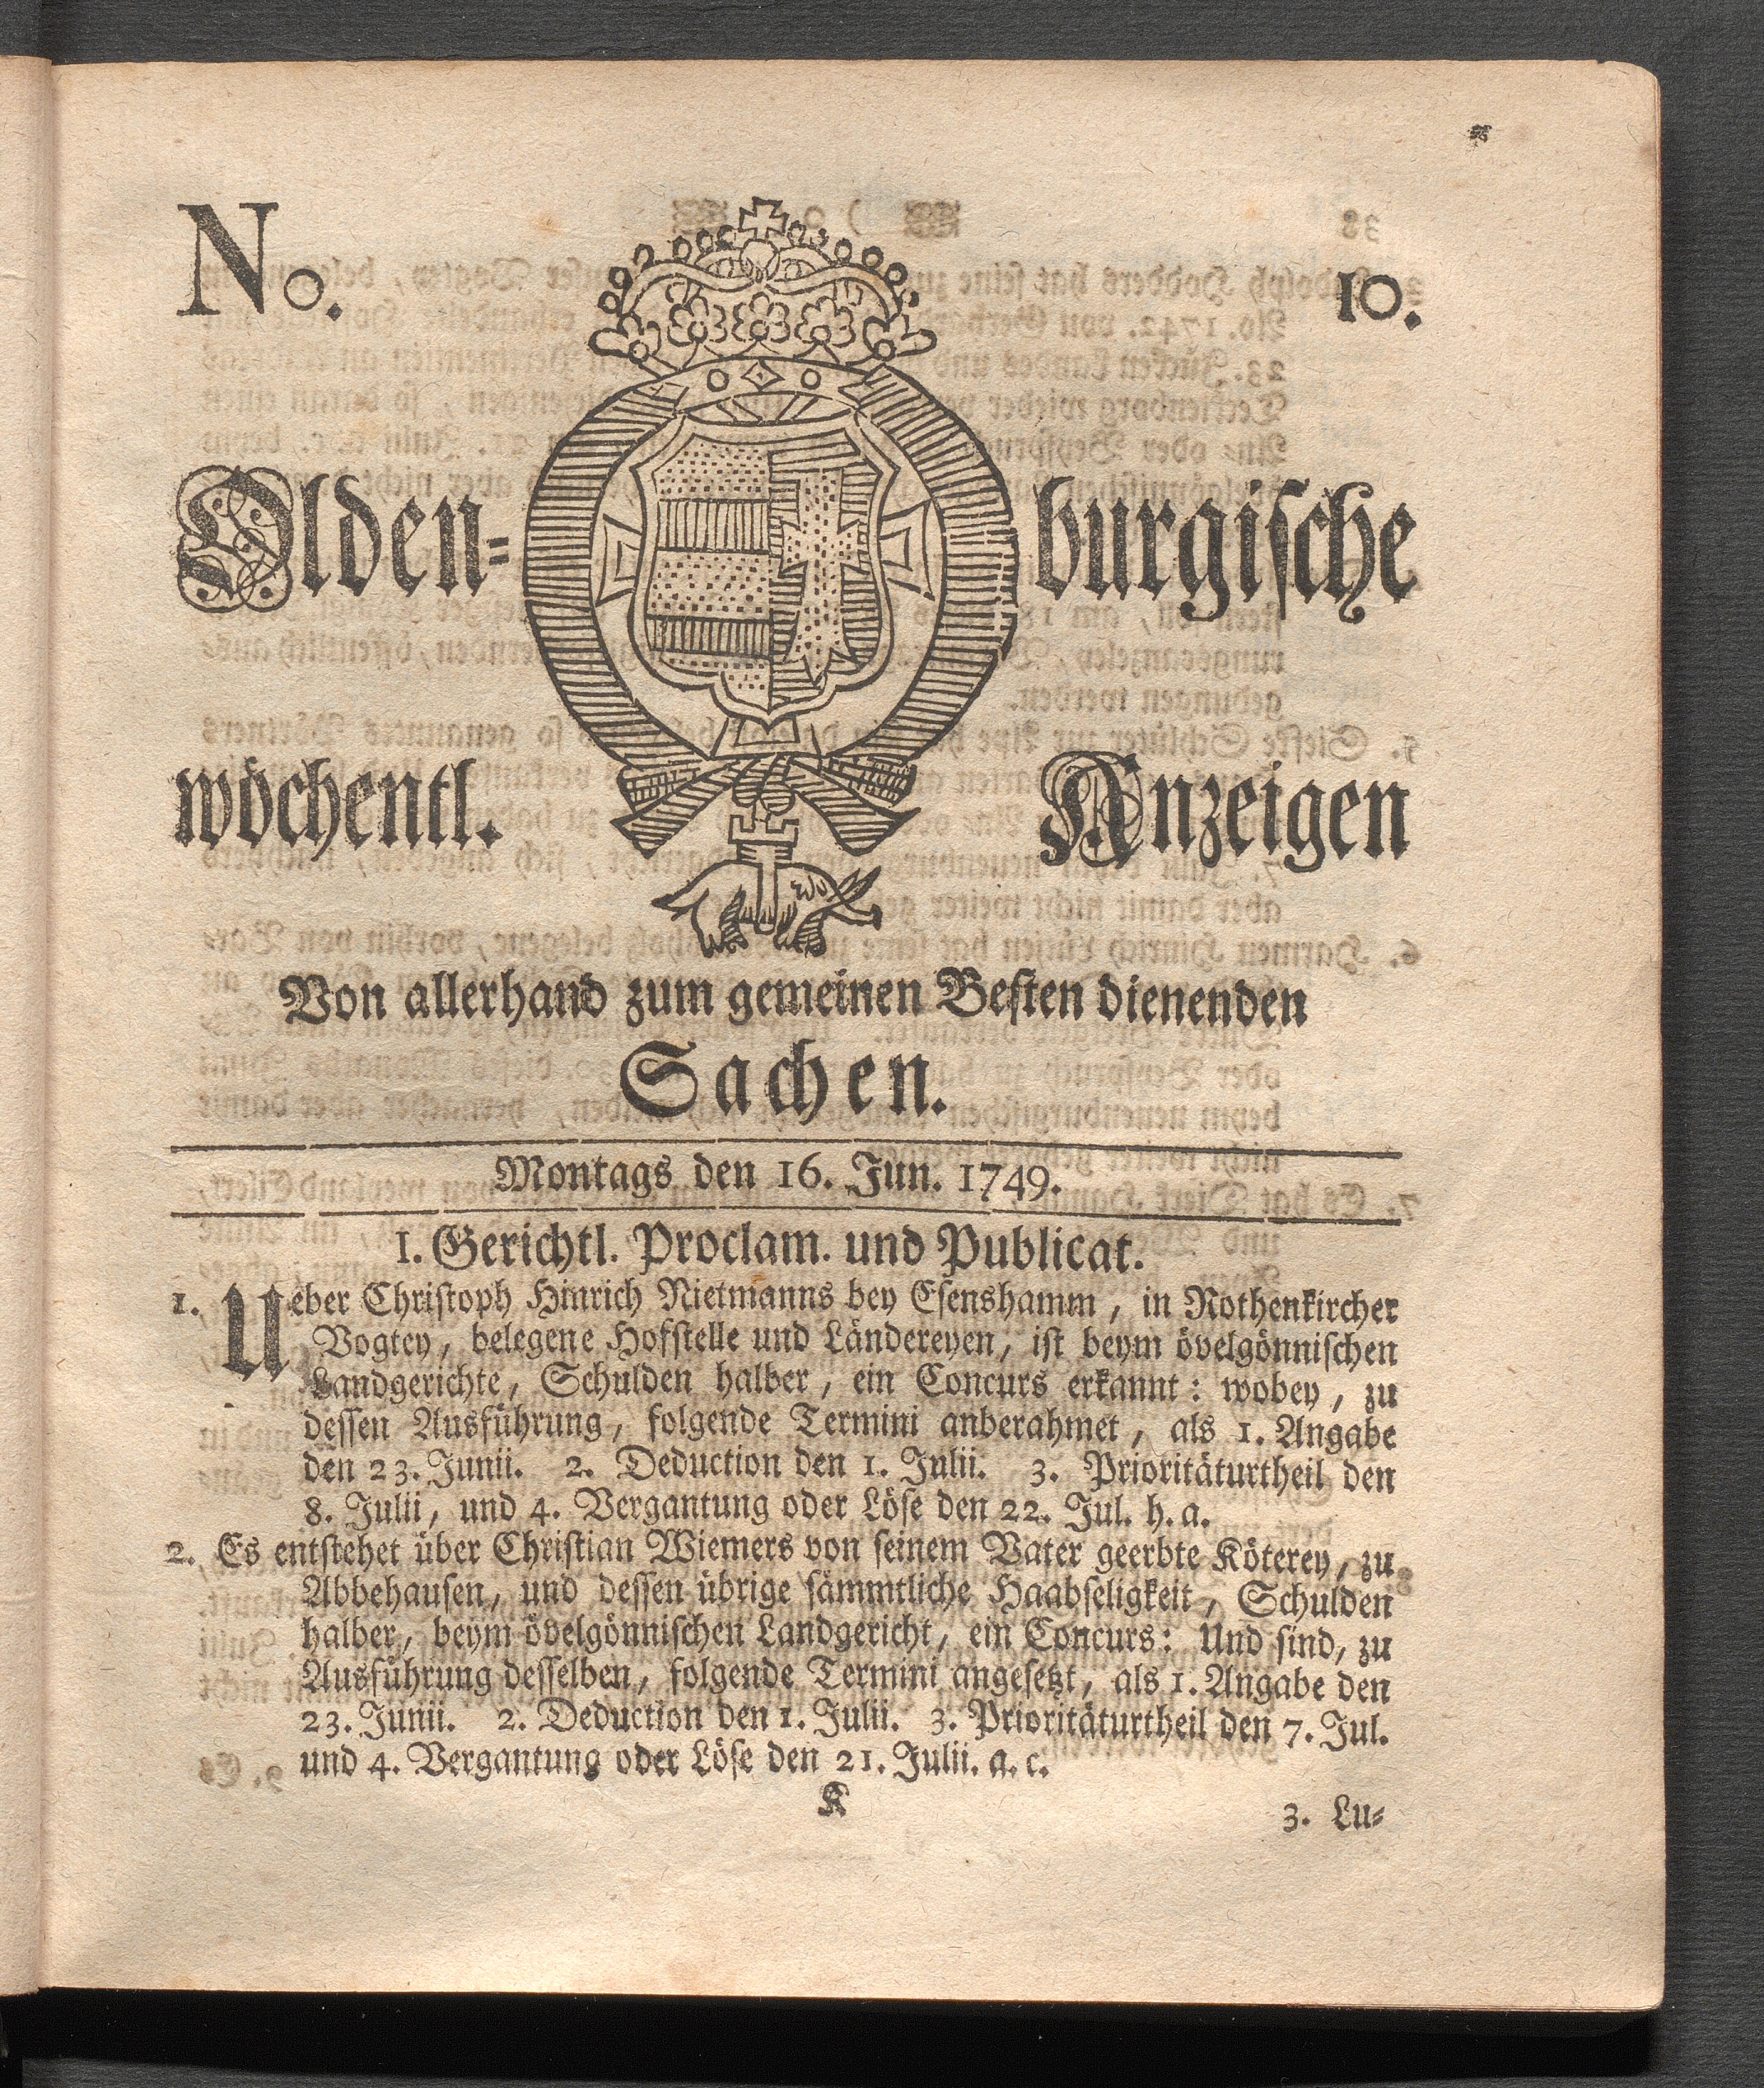 No. 10.
Olden= burgische
wöchentl. Anzeigen
Von allerhand zum gemeinen Besten dienenden
Sachen.
Montags den 16. Jun. 1749.
I. Gerichtl. Proclam. und Publicat.
1. Ueber Christoph Hinrich Nietmanns bey Esenshamm, in Rothenkircher
Vogtey, belegene Hofstelle und Ländereyen, ist beym övelgönnischen
Landgerichte, Schulden halber, ein Concurs erkannt: wobey, zu
dessen Ausführung, folgende Termini anberahmet, als 1. Angabe
den 23. Junii. 2. Deduction den 1. Julii. 3. Prioritäturtheil den
8. Julii, und 4. Vergantung oder Löse den 22. Jul. h. a.
2. Es entstehet über Christian Wiemers von seinem Vater geerbte Köterey, zu
Abbehausen, und dessen übrige sämmtliche Haabseligkeit, Schulden
halber, beym övelgönnischen Landgericht, ein Concurs: Und sind, zu
Ausführung desselben, folgende Termini angesetzt, als 1. Angabe den
23. Junii. 2. Deduction den 1. Julii. 3. Prioritäturtheil den 7. Jul.
und 4. Vergantung oder Löse den 21. Julii. a. c.
K
3. Lu=